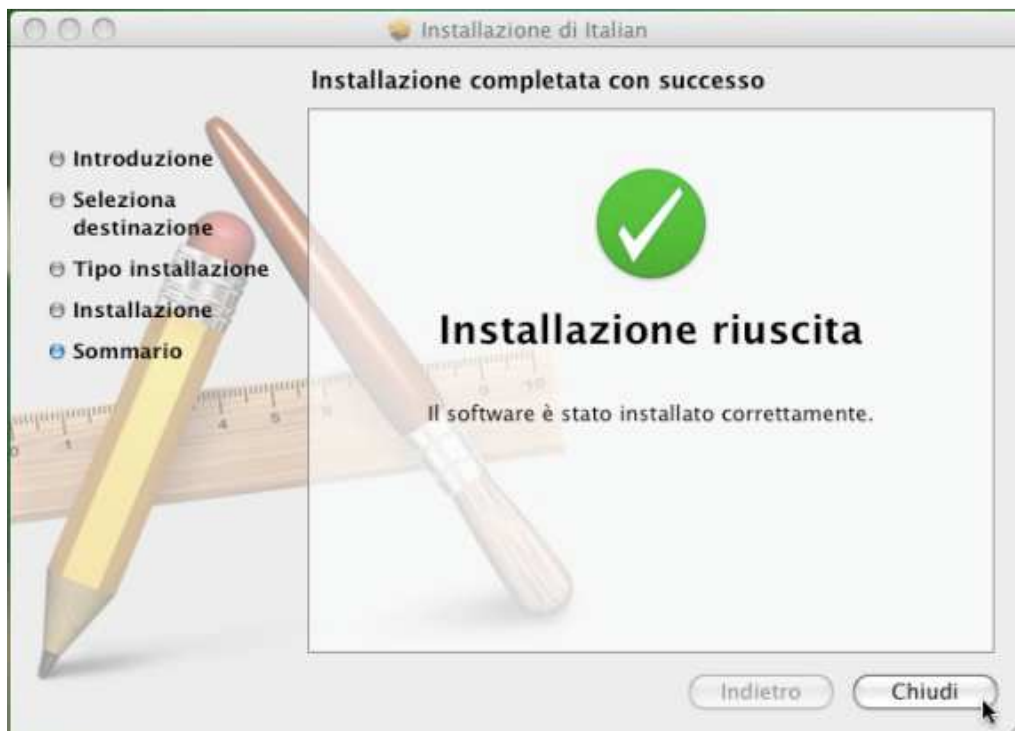 Installazione di Italian
Installazione completata con successo
Introduzione
Seleziona
destinazione
Tipo installazione
Installazione
Sommario
Installazione riuscita
Il software è stato installato correttamente.
Indietro
Chiudi